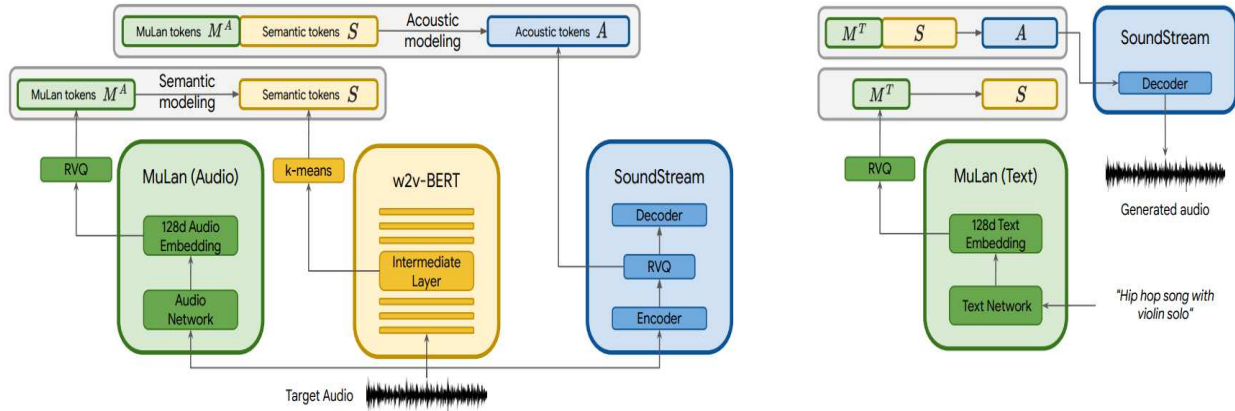 MuLan tokens M^A Semantic tokens S
Acoustic
modeling
Acoustic tokens A
MuLan tokens M^A
Semantic
modeling
Semantic tokens S
RVQ
MuLan (Audio)
128d Audio
Embedding
Audio
Network
k-means
w2v-BERT
Intermediate
Layer
SoundStream
Decoder
RVQ
Encoder
Target Audio
M^T S A
M^T S
SoundStream
Decoder
Generated audio
RVQ
MuLan (Text)
128d Text
Embedding
Text Network
"Hip hop song with
violin solo"